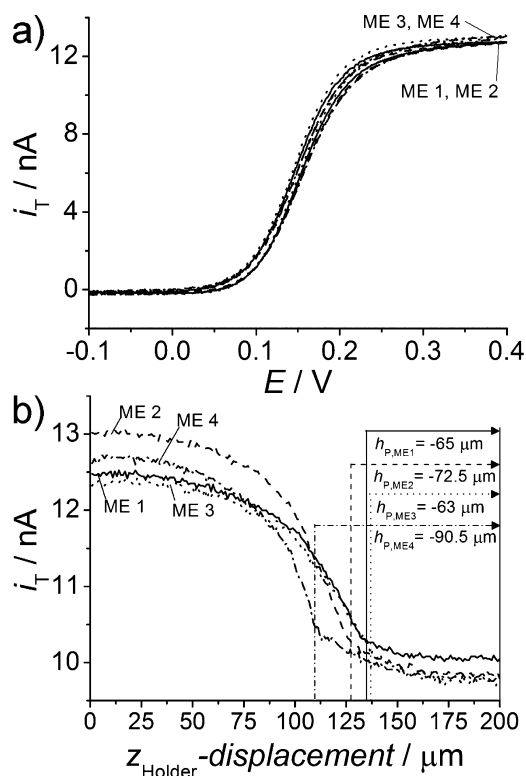 a)
ME 3, ME 4
ME 1, ME 2
12
8
4
0
i_T / nA
-0.1 0.0 0.1 0.2 0.3 0.4
E / V
b)
ME 2
ME 4
ME 1
ME 3
h_P,ME1 = -65 µm
h_P,ME2 = -72.5 µm
h_P,ME3 = -63 µm
h_P,ME4 = -90.5 µm
13
12
11
10
i_T / nA
0 25 50 75 100 125 150 175 200
z_Holder-displacement / µm